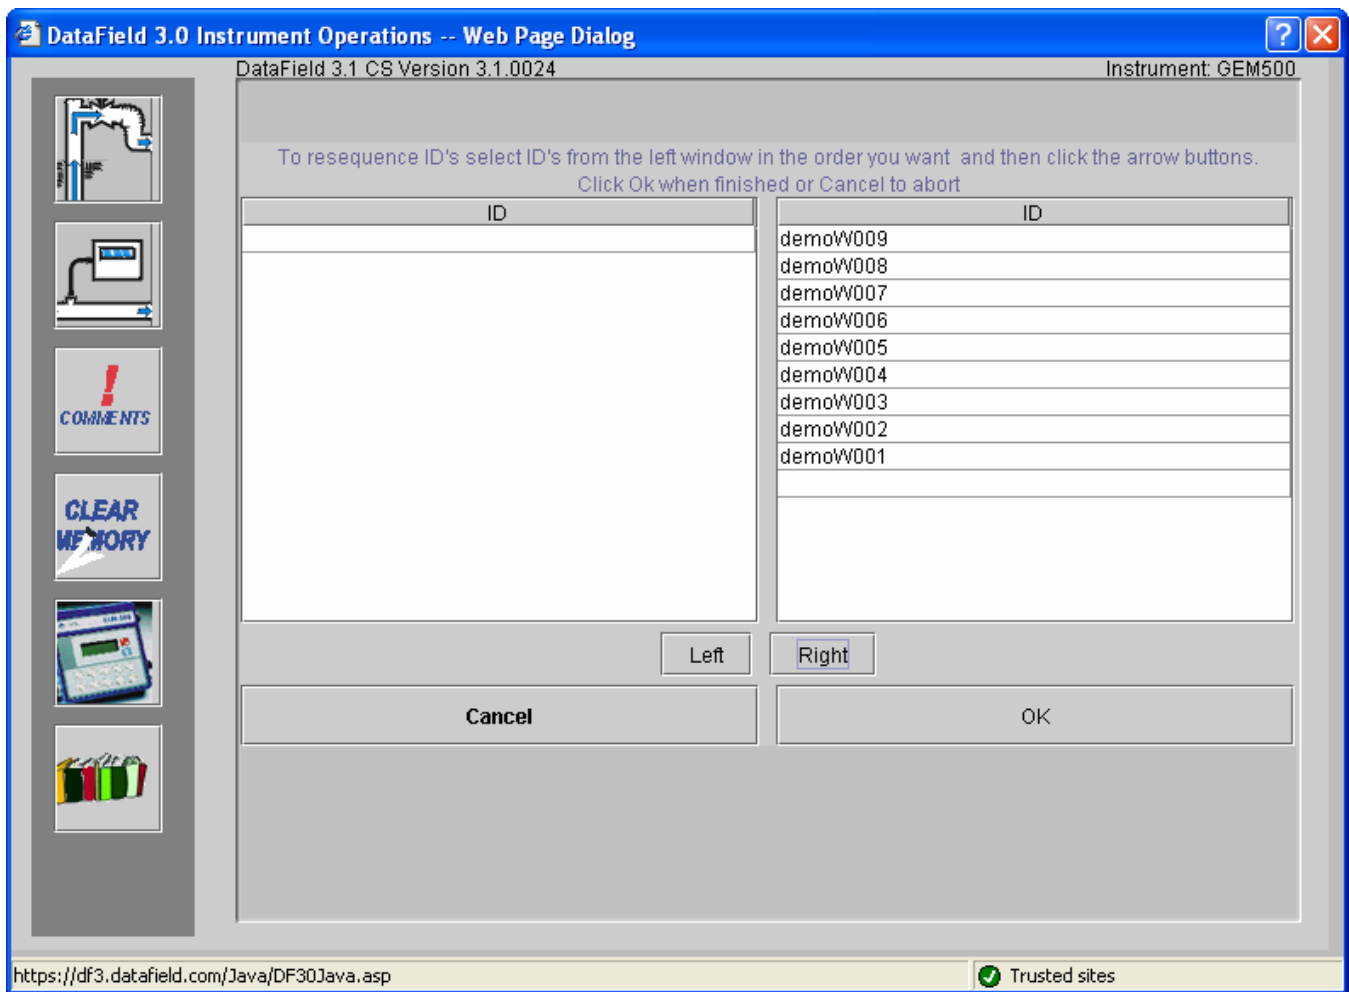 DataField 3.0 Instrument Operations -- Web Page Dialog
DataField 3.1 CS Version 3.1.0024
Instrument: GEM500
To resequence ID's select ID's from the left window in the order you want and then click the arrow buttons.
Click Ok when finished or Cancel to abort
ID
ID
demoW009
demoW008
demoW007
demoW006
demoW005
demoW004
demoW003
demoW002
demoW001
!
COMMENTS
CLEAR
MEMORY
Left
Right
Cancel
OK
https://df3.datafield.com/Java/DF30Java.asp
Trusted sites